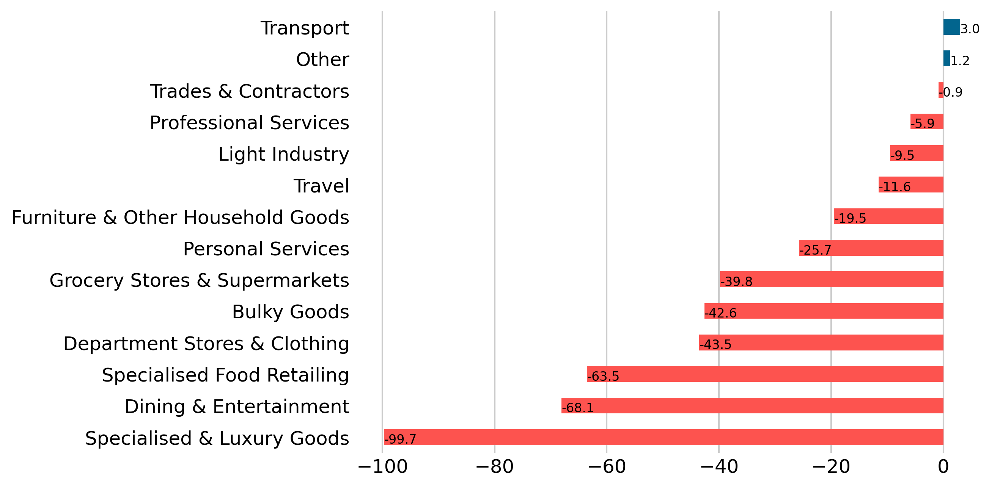 Transport 3.0
Other 1.2
Trades & Contractors -0.9
Professional Services -5.9
Light Industry -9.5
Travel -11.6
Furniture & Other Household Goods -19.5
Personal Services -25.7
Grocery Stores & Supermarkets -39.8
Bulky Goods -42.6
Department Stores & Clothing -43.5
Specialised Food Retailing -63.5
Dining & Entertainment -68.1
Specialised & Luxury Goods -99.7
−100 −80 −60 −40 −20 0